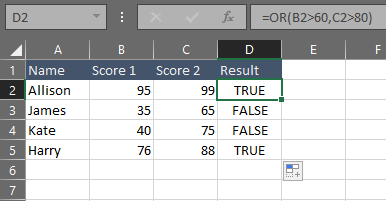 D2 =OR(B2>60,C2>80)
A B C D E F
1 Name Score 1 Score 2 Result
2 Allison 95 99 TRUE
3 James 35 65 FALSE
4 Kate 40 75 FALSE
5 Harry 76 88 TRUE
6
7